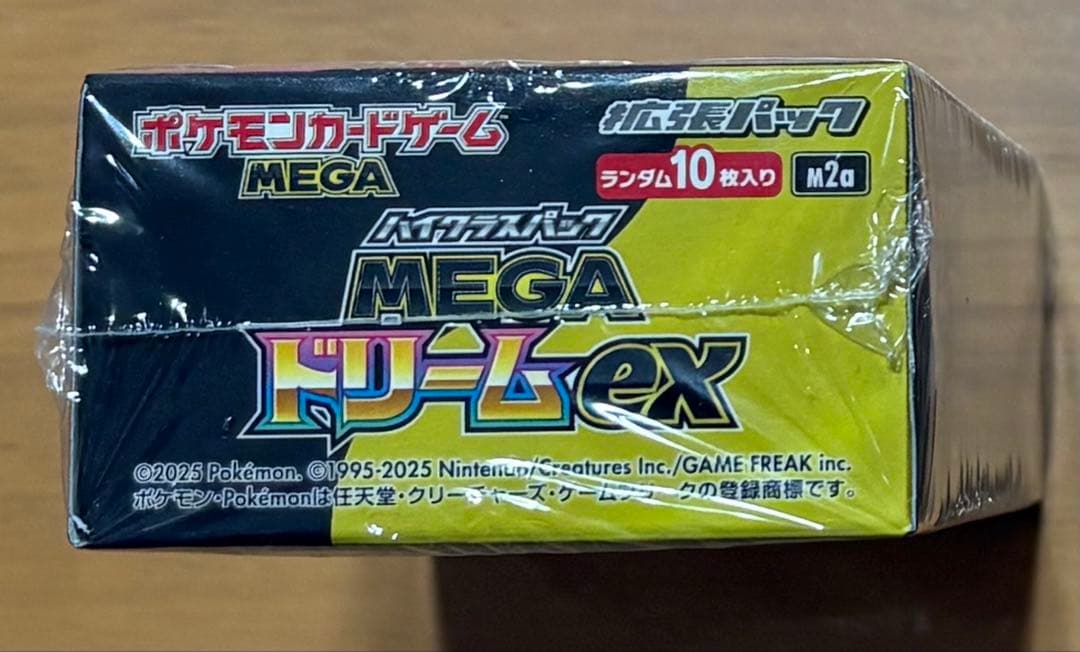 ポケモンカードゲーム
MEGA
拡張パック
ランダム10枚入り
M2a
ハイクラスパック
MEGA
ドリームex
©2025 Pokémon. ©1995-2025 Nintendo/Creatures Inc./GAME FREAK inc.
ポケモン・Pokémonは任天堂・クリーチャーズ・ゲームフリークの登録商標です。